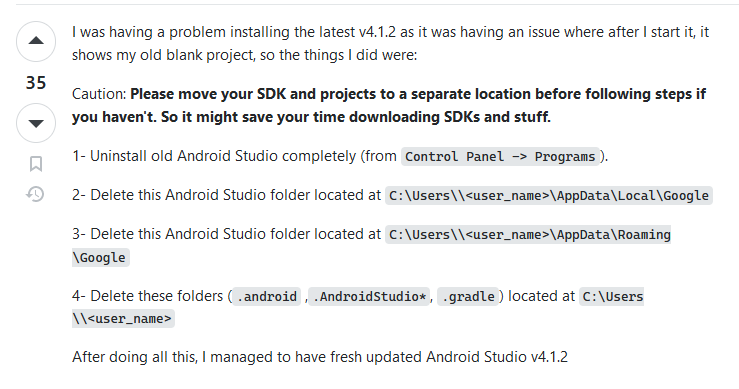 I was having a problem installing the latest v4.1.2 as it was having an issue where after I start it, it
shows my old blank project, so the things I did were:
35
Caution: Please move your SDK and projects to a separate location before following steps if
you haven't. So it might save your time downloading SDKs and stuff.
1- Uninstall old Android Studio completely (from Control Panel -> Programs).
2- Delete this Android Studio folder located at C:\Users\\<user_name>\AppData\Local\Google
3- Delete this Android Studio folder located at C:\Users\\<user_name>\AppData\Roaming
\Google
4- Delete these folders (.android ,.AndroidStudio*, .gradle) located at C:\Users
\\<user_name>
After doing all this, I managed to have fresh updated Android Studio v4.1.2